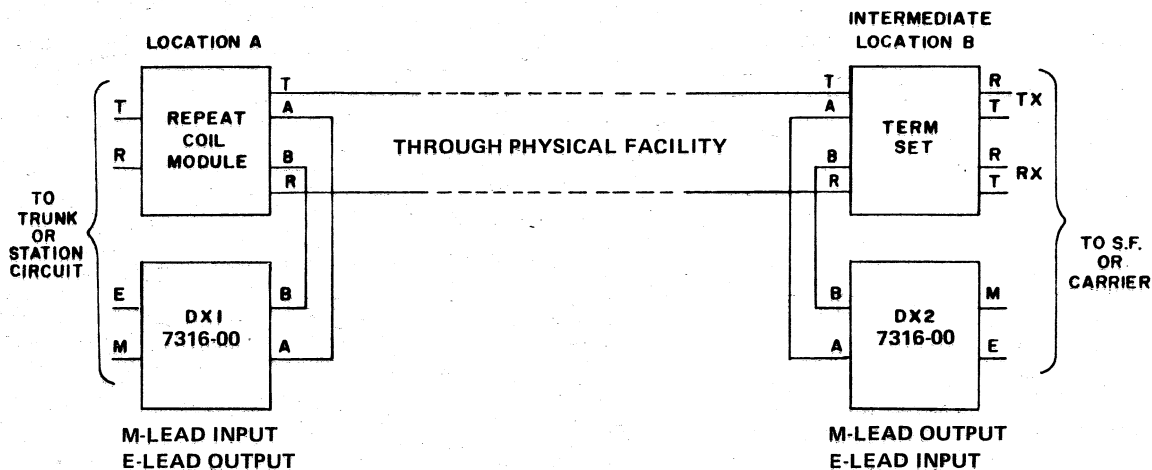 LOCATION A
INTERMEDIATE
LOCATION B
T
R
REPEAT
COIL
MODULE
T
A
B
R
THROUGH PHYSICAL FACILITY
T
A
B
R
TERM
SET
R
T
TX
R
T
RX
TO
TRUNK
OR
STATION
CIRCUIT
TO S.F.
OR
CARRIER
E
M
DX1
7316-00
B
A
B
A
DX2
7316-00
M
E
M-LEAD INPUT
E-LEAD OUTPUT
M-LEAD OUTPUT
E-LEAD INPUT